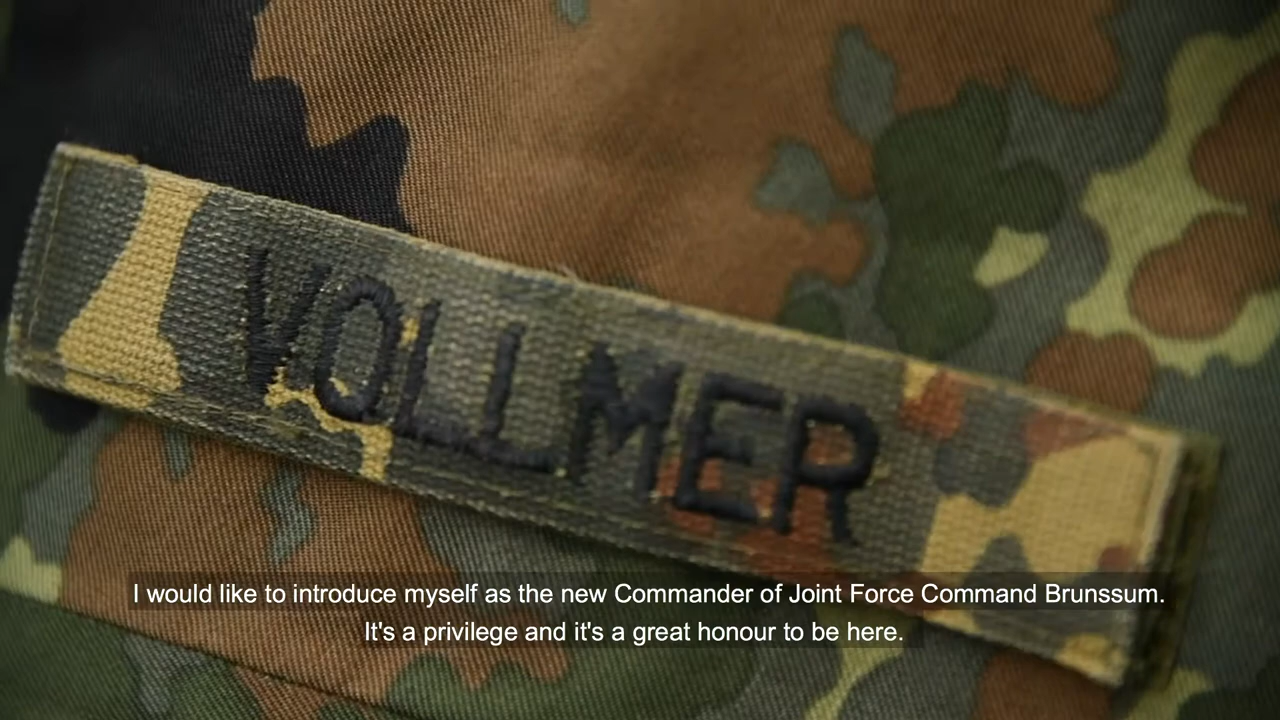 VOLLMER
I would like to introduce myself as the new Commander of Joint Force Command Brunssum.
It's a privilege and it's a great honour to be here.